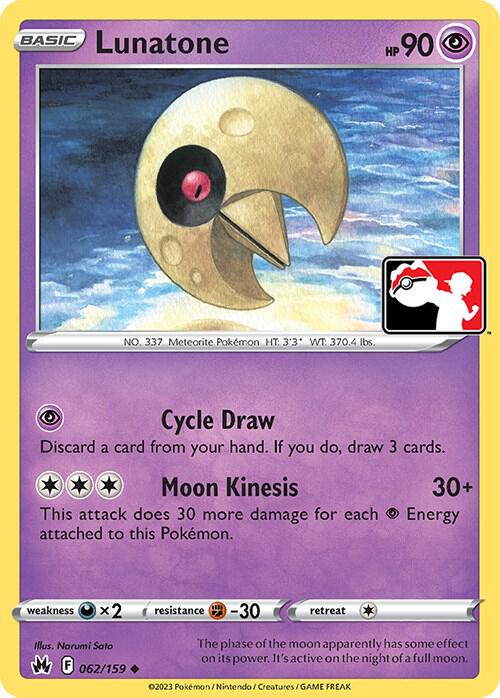 BASIC Lunatone HP 90
NO. 337 Meteorite Pokémon HT: 3'3" WT: 370.4 lbs.
TM
Cycle Draw
Discard a card from your hand. If you do, draw 3 cards.
Moon Kinesis 30+
This attack does 30 more damage for each Energy
attached to this Pokémon.
weakness ×2 resistance -30 retreat
Illus. Narumi Sato
The phase of the moon apparently has some effect
on its power. It's active on the night of a full moon.
F 062/159
©2023 Pokémon / Nintendo / Creatures / GAME FREAK